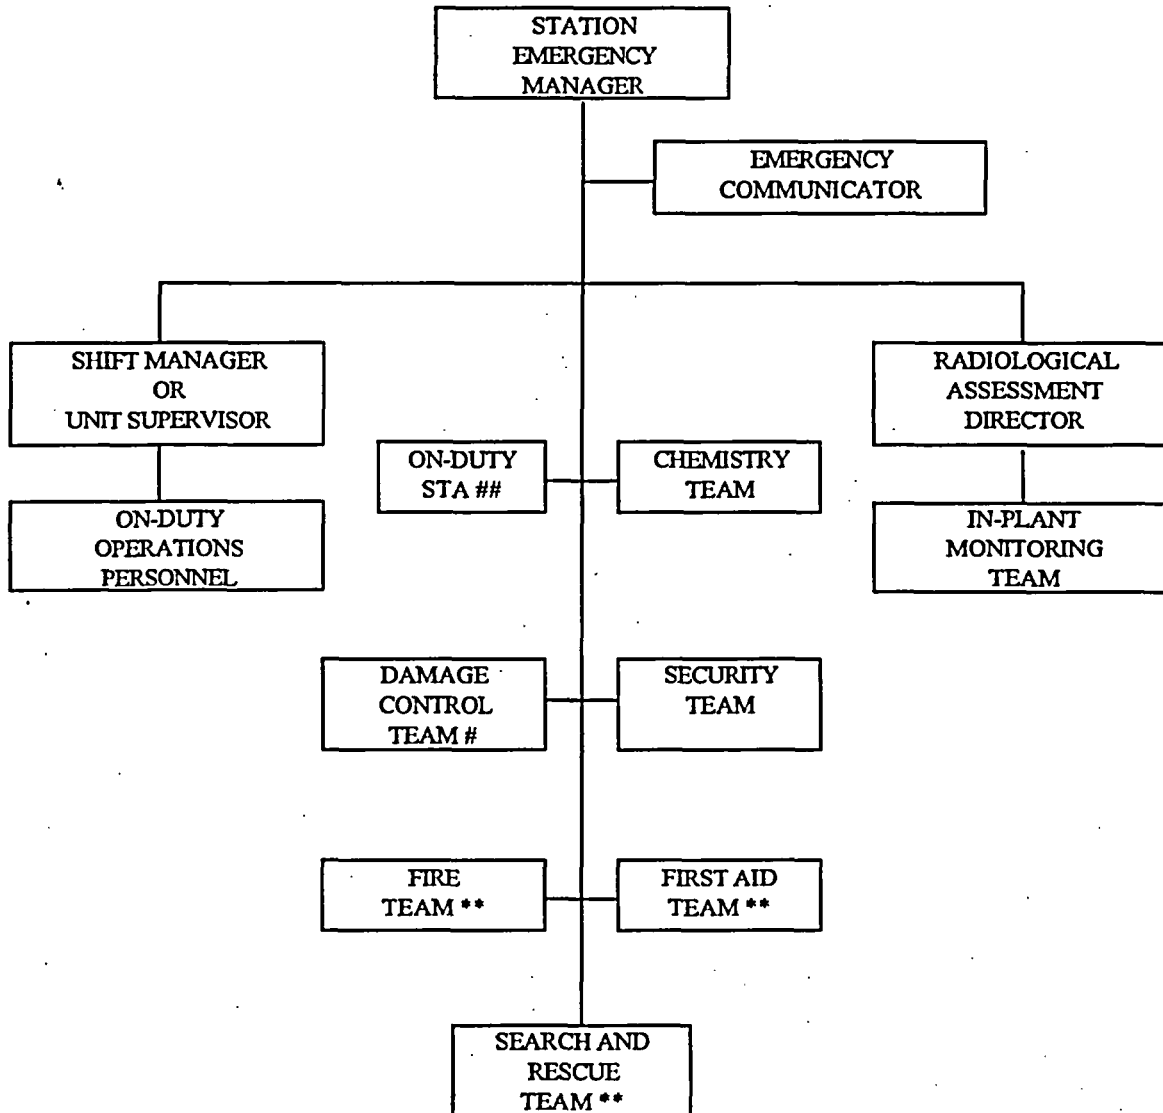 STATION
EMERGENCY
MANAGER
EMERGENCY
COMMUNICATOR
SHIFT MANAGER
OR
UNIT SUPERVISOR
RADIOLOGICAL
ASSESSMENT
DIRECTOR
ON-DUTY
STA ##
CHEMISTRY
TEAM
ON-DUTY
OPERATIONS
PERSONNEL
IN-PLANT
MONITORING
TEAM
DAMAGE
CONTROL
TEAM #
SECURITY
TEAM
FIRE
TEAM **
FIRST AID
TEAM **
SEARCH AND
RESCUE
TEAM **